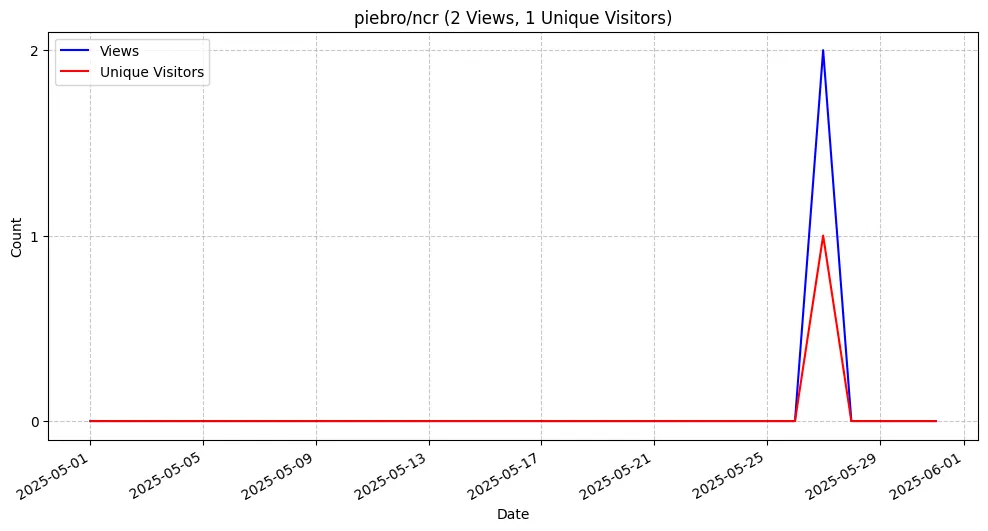 piebro/ncr (2 Views, 1 Unique Visitors)
Views
Unique Visitors
2
1
0
Count
2025-05-01
2025-05-05
2025-05-09
2025-05-13
2025-05-17
2025-05-21
2025-05-25
2025-05-29
2025-06-01
Date